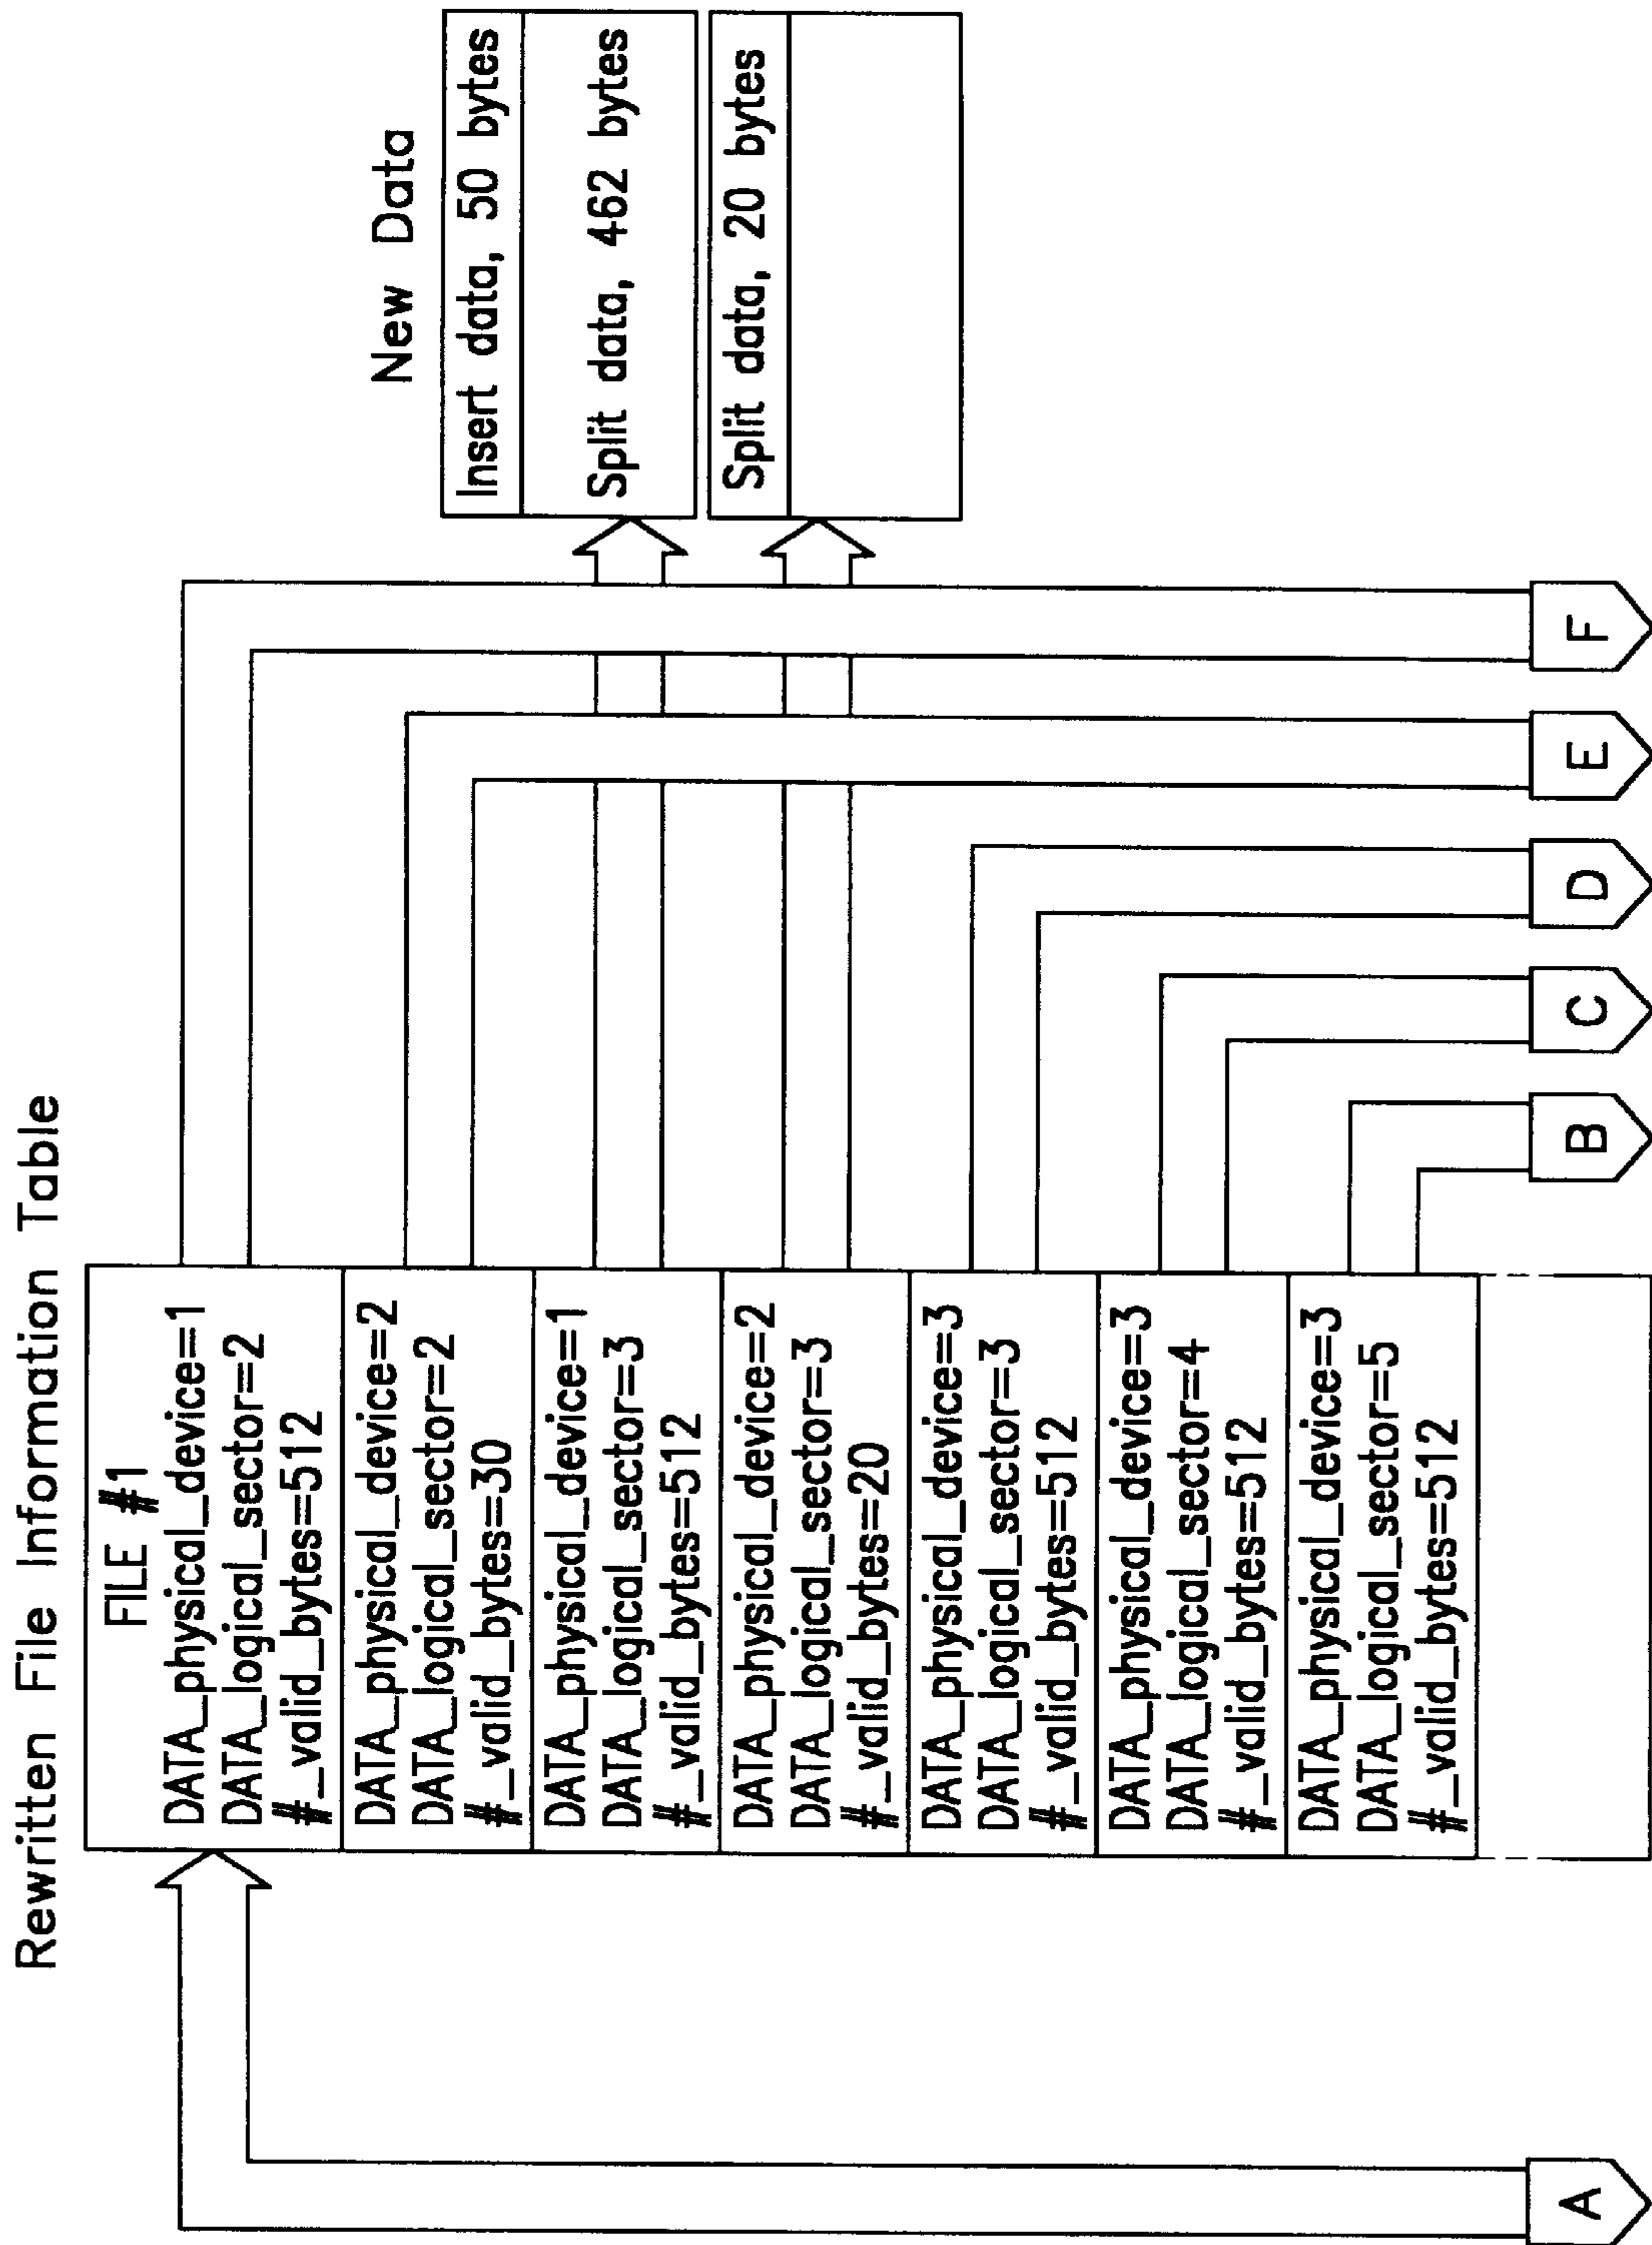 Rewritten File Information Table
FILE #1
DATA_physical_device=1
DATA_logical_sector=2
#_valid_bytes=512
DATA_physical_device=2
DATA_logical_sector=2
#_valid_bytes=30
DATA_physical_device=1
DATA_logical_sector=3
#_valid_bytes=512
DATA_physical_device=2
DATA_logical_sector=3
#_valid_bytes=20
DATA_physical_device=3
DATA_logical_sector=3
#_valid_bytes=512
DATA_physical_device=3
DATA_logical_sector=4
#_valid_bytes=512
DATA_physical_device=3
DATA_logical_sector=5
#_valid_bytes=512
New Data
Insert data, 50 bytes
Split data, 462 bytes
Split data, 20 bytes
A
B
C
D
E
F